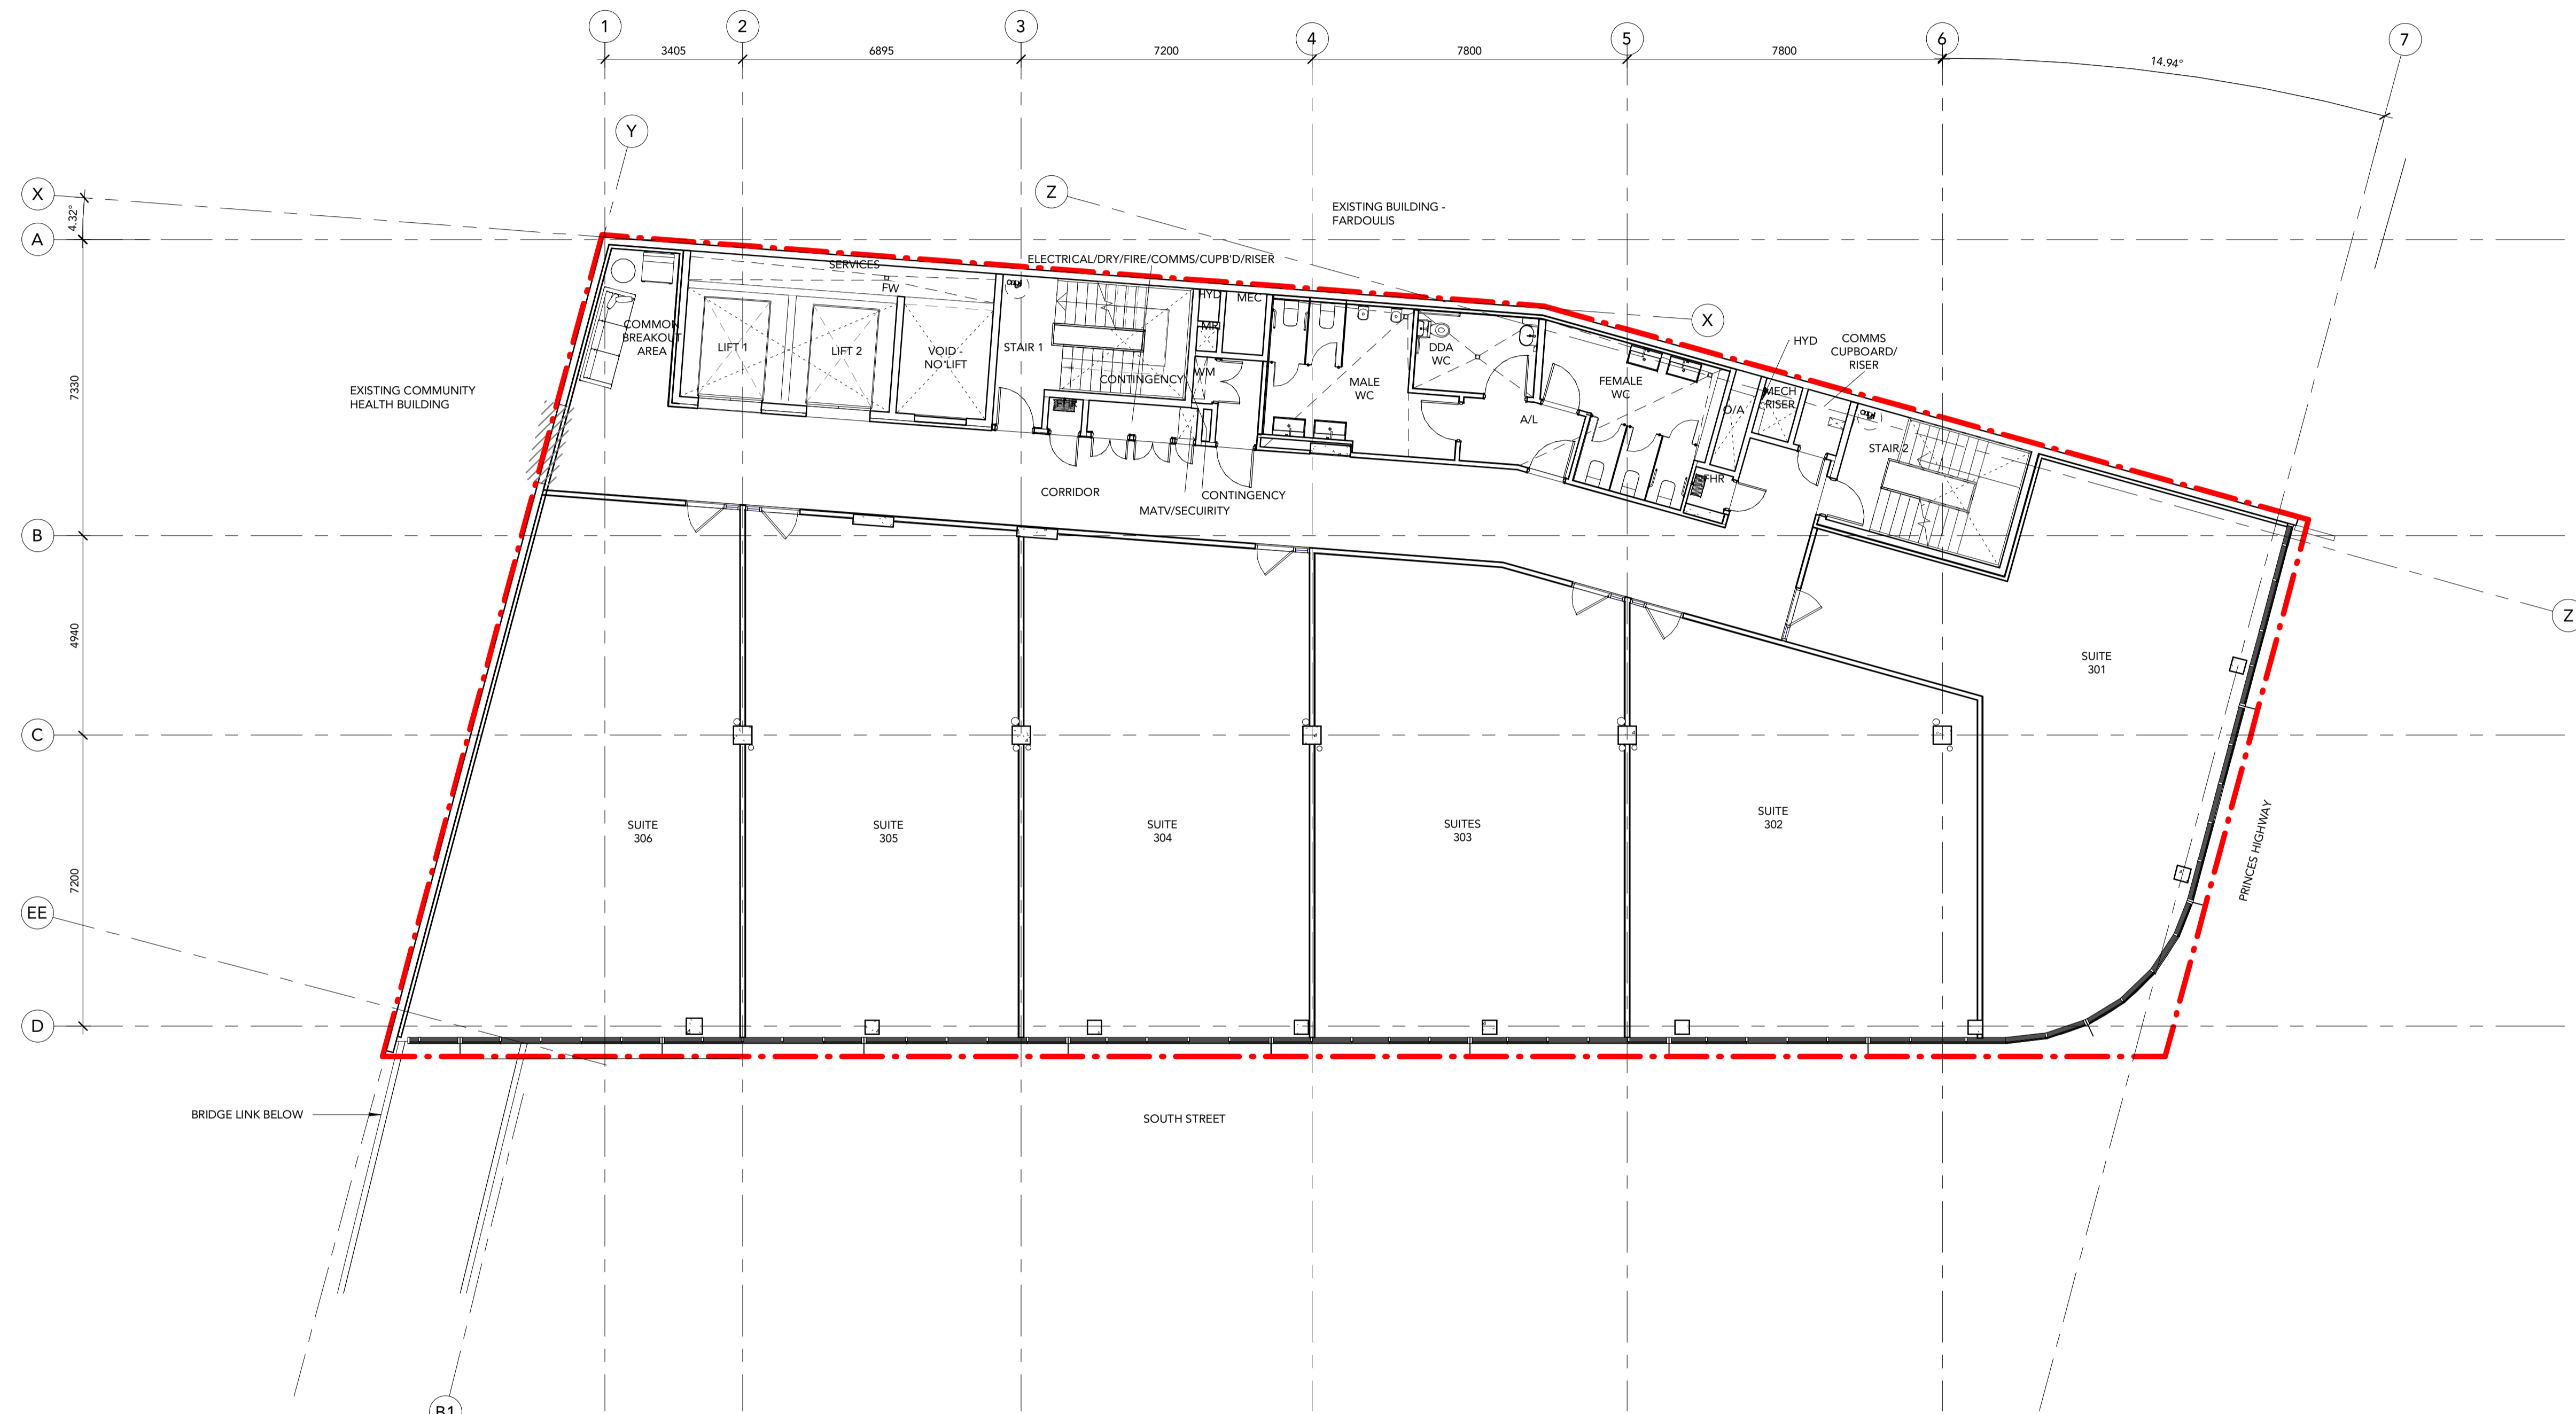 1
2
3
4
5
6
7
3405
6895
7200
7800
7800
14.94°
Y
X
4.32°
A
Z
EXISTING BUILDING -
FARDOULIS
SERVICES
ELECTRICAL/DRY/FIRE/COMMS/CUPB'D/RISER
FW
HYD
MEC
X
COMMON
BREAKOUT
AREA
LIFT 1
LIFT 2
VOID -
NO LIFT
STAIR 1
CONTINGENCY
WM
MALE
WC
DDA
WC
A/L
FEMALE
WC
HYD
COMMS
CUPBOARD/
RISER
MECH
RISER
O/A
STAIR 2
FHR
FHR
7330
EXISTING COMMUNITY
HEALTH BUILDING
CORRIDOR
CONTINGENCY
MATV/SECUIRITY
B
Z
4940
SUITE
301
C
SUITE
306
SUITE
305
SUITE
304
SUITES
303
SUITE
302
PRINCES HIGHWAY
7200
EE
D
BRIDGE LINK BELOW
SOUTH STREET
B1